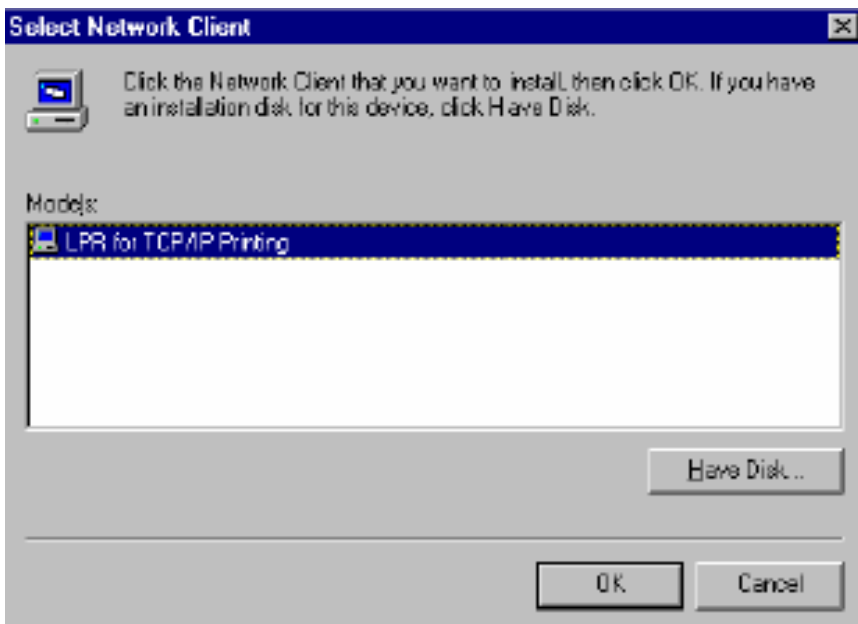 Select Network Client
Click the Network Client that you want to install, then click OK. If you have
an installation disk for this device, click Have Disk.
Models:
LPR for TCP/IP Printing
Have Disk...
OK
Cancel